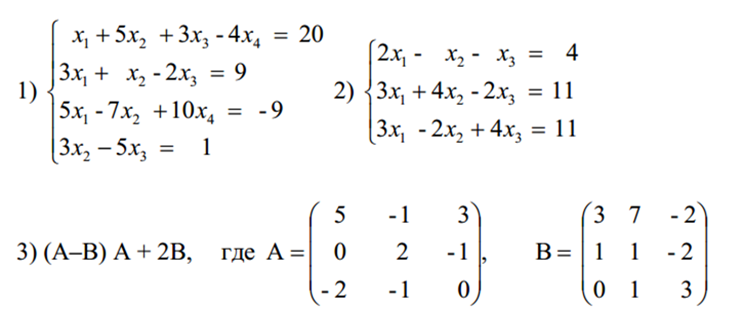 1) { x₁ + 5x₂ + 3x₃ - 4x₄ = 20
3x₁ + x₂ - 2x₃ = 9
5x₁ - 7x₂ + 10x₄ = -9
3x₂ – 5x₃ = 1
2) { 2x₁ - x₂ - x₃ = 4
3x₁ + 4x₂ - 2x₃ = 11
3x₁ - 2x₂ + 4x₃ = 11
3) (A–B) A + 2B, где A = ( 5 -1 3
0 2 -1
-2 -1 0 ),
B = ( 3 7 -2
1 1 -2
0 1 3 )